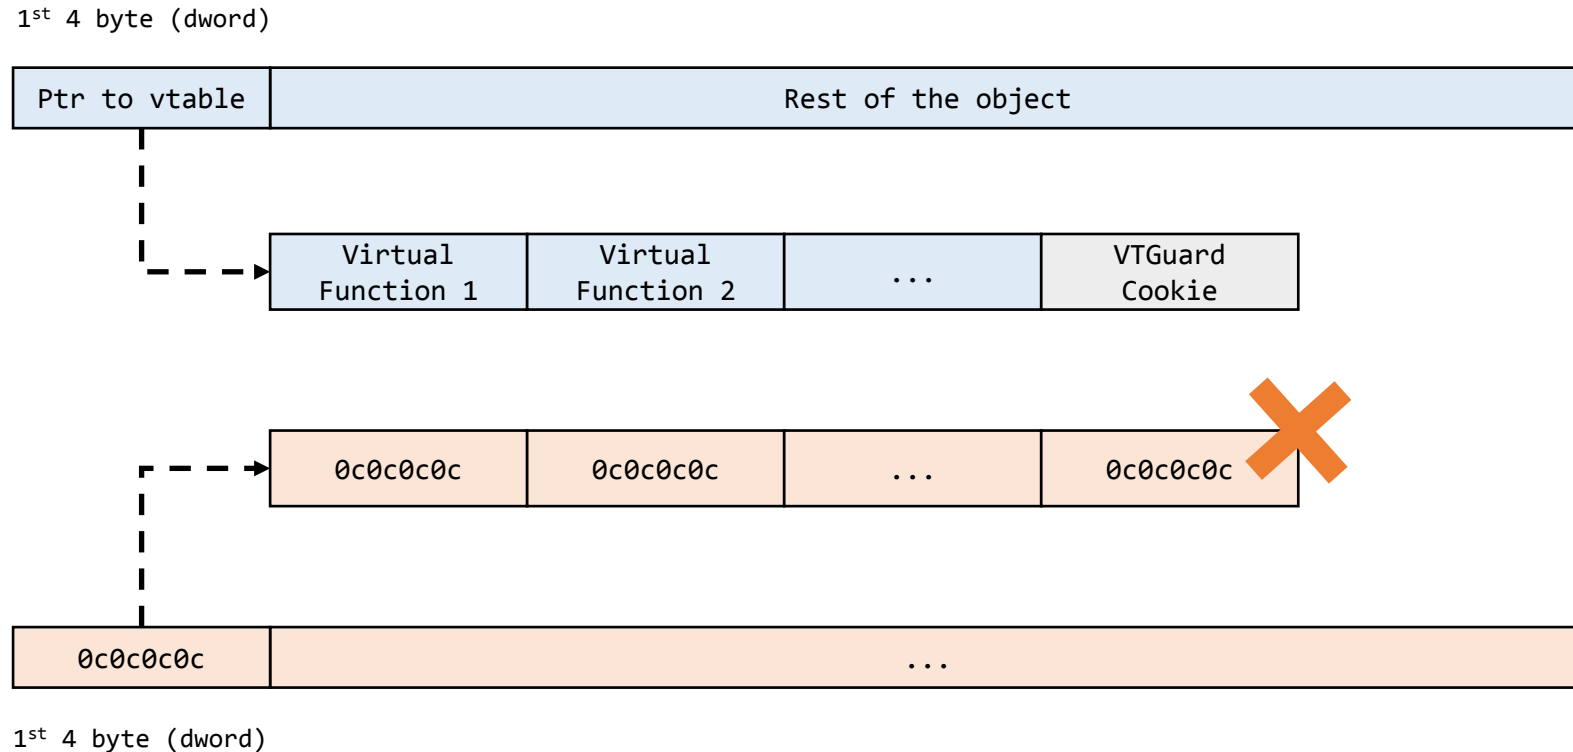 1st 4 byte (dword)
Ptr to vtable
Rest of the object
Virtual
Function 1
Virtual
Function 2
...
VTGuard
Cookie
0c0c0c0c
0c0c0c0c
...
0c0c0c0c
0c0c0c0c
...
1st 4 byte (dword)